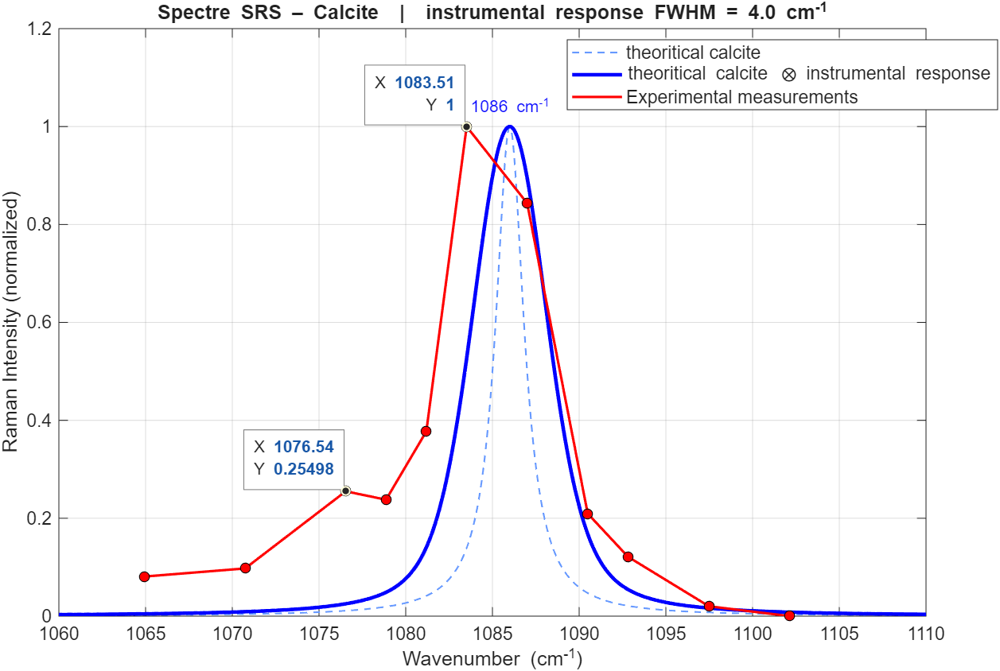 Spectre SRS – Calcite | instrumental response FWHM = 4.0 cm⁻¹
theoritical calcite
theoritical calcite ⊗ instrumental response
Experimental measurements
X 1083.51
Y 1
1086 cm⁻¹
X 1076.54
Y 0.25498
Raman Intensity (normalized)
1.2
1
0.8
0.6
0.4
0.2
0
1060 1065 1070 1075 1080 1085 1090 1095 1100 1105 1110
Wavenumber (cm⁻¹)